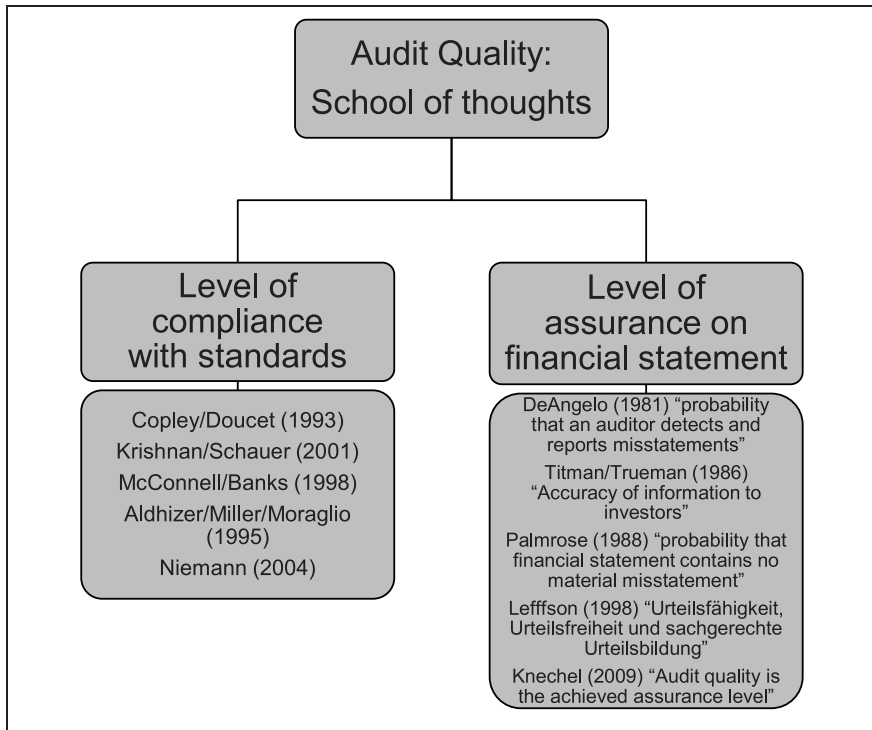 Audit Quality:
School of thoughts
Level of
compliance
with standards
Copley/Doucet (1993)
Krishnan/Schauer (2001)
McConnell/Banks (1998)
Aldhizer/Miller/Moraglio
(1995)
Niemann (2004)
Level of
assurance on
financial statement
DeAngelo (1981) “probability
that an auditor detects and
reports misstatements”
Titman/Trueman (1986)
“Accuracy of information to
investors”
Palmrose (1988) “probability that
financial statement contains no
material misstatement”
Lefffson (1998) “Urteilsfähigkeit,
Urteilsfreiheit und sachgerechte
Urteilsbildung”
Knechel (2009) “Audit quality is
the achieved assurance level”